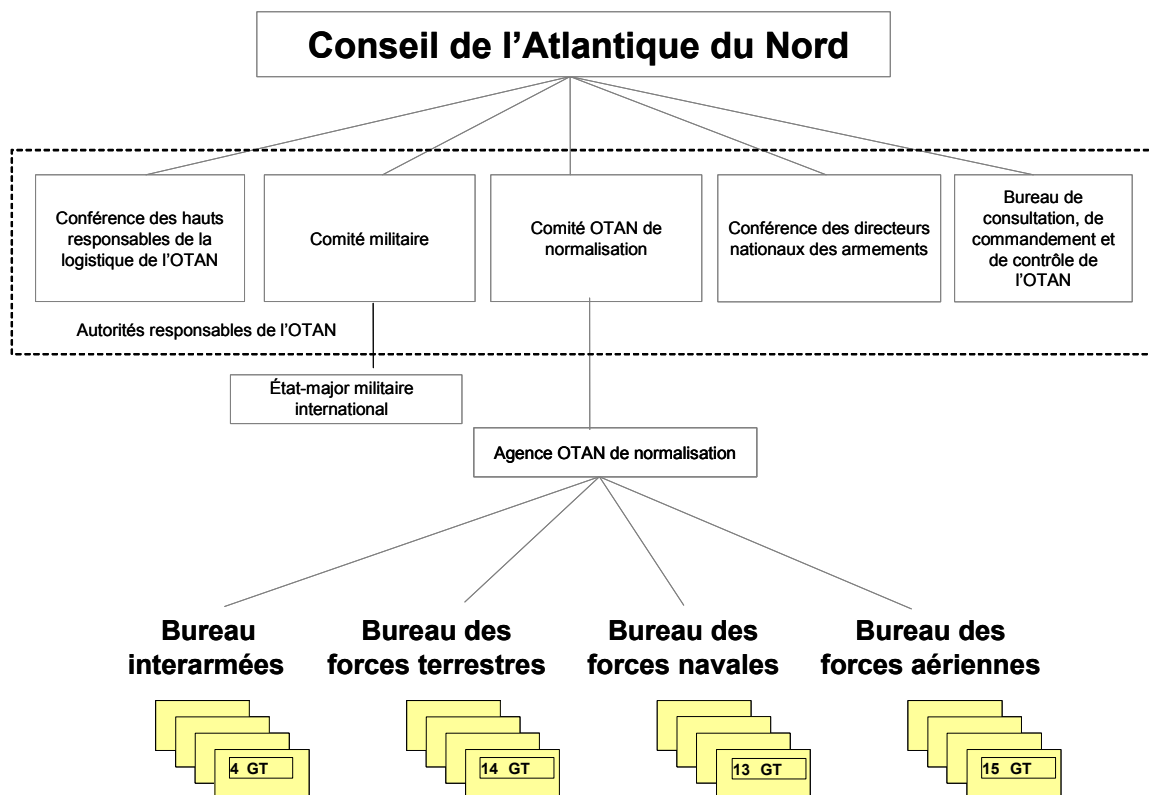 Conseil de l’Atlantique du Nord
Conférence des hauts
responsables de la
logistique de l’OTAN
Comité militaire
Comité OTAN de
normalisation
Conférence des directeurs
nationaux des armements
Bureau de
consultation, de
commandement et
de contrôle de
l’OTAN
Autorités responsables de l’OTAN
État-major militaire
international
Agence OTAN de normalisation
Bureau
interarmées
Bureau des
forces terrestres
Bureau des
forces navales
Bureau des
forces aériennes
4 GT
14 GT
13 GT
15 GT